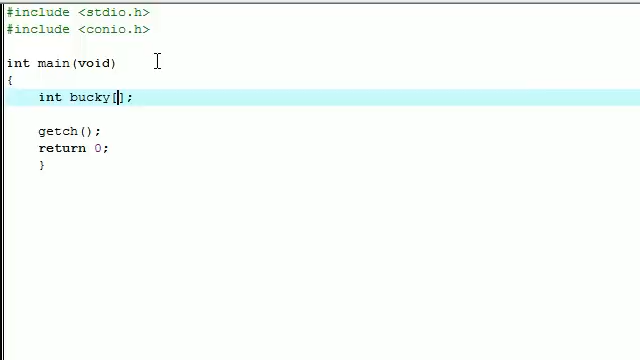 #include <stdio.h>
#include <conio.h>
int main(void)
{
int bucky[];
getch();
return 0;
}